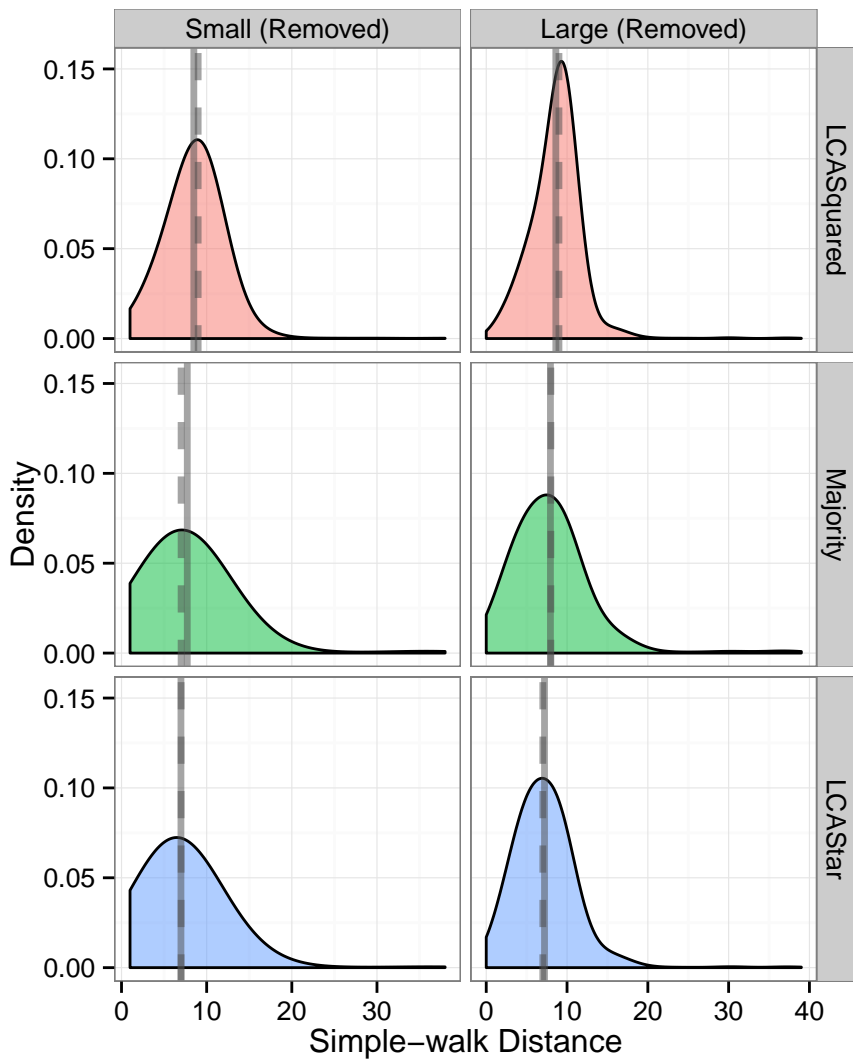 Small (Removed) Large (Removed)
0.15
0.10
0.05
0.00
LCASquared
0.15
0.10
0.05
0.00
Majority
0.15
0.10
0.05
0.00
LCAStar
Density
0 10 20 30 0 10 20 30 40
Simple−walk Distance